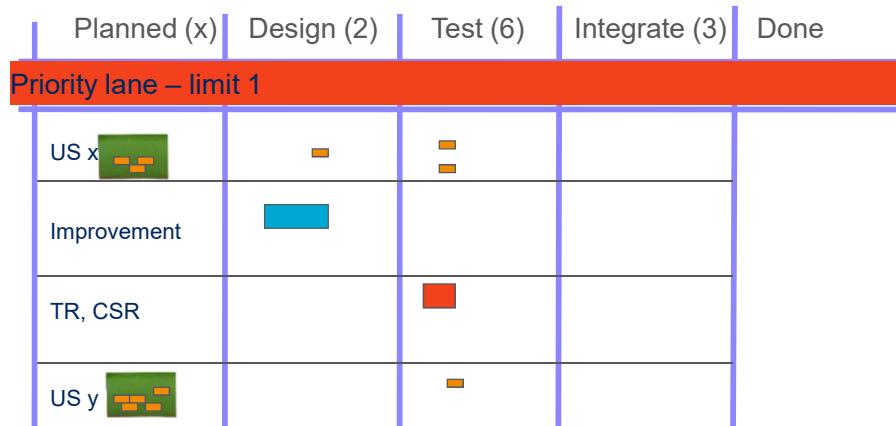 Planned (x) Design (2) Test (6) Integrate (3) Done
Priority lane – limit 1
US x
Improvement
TR, CSR
US y